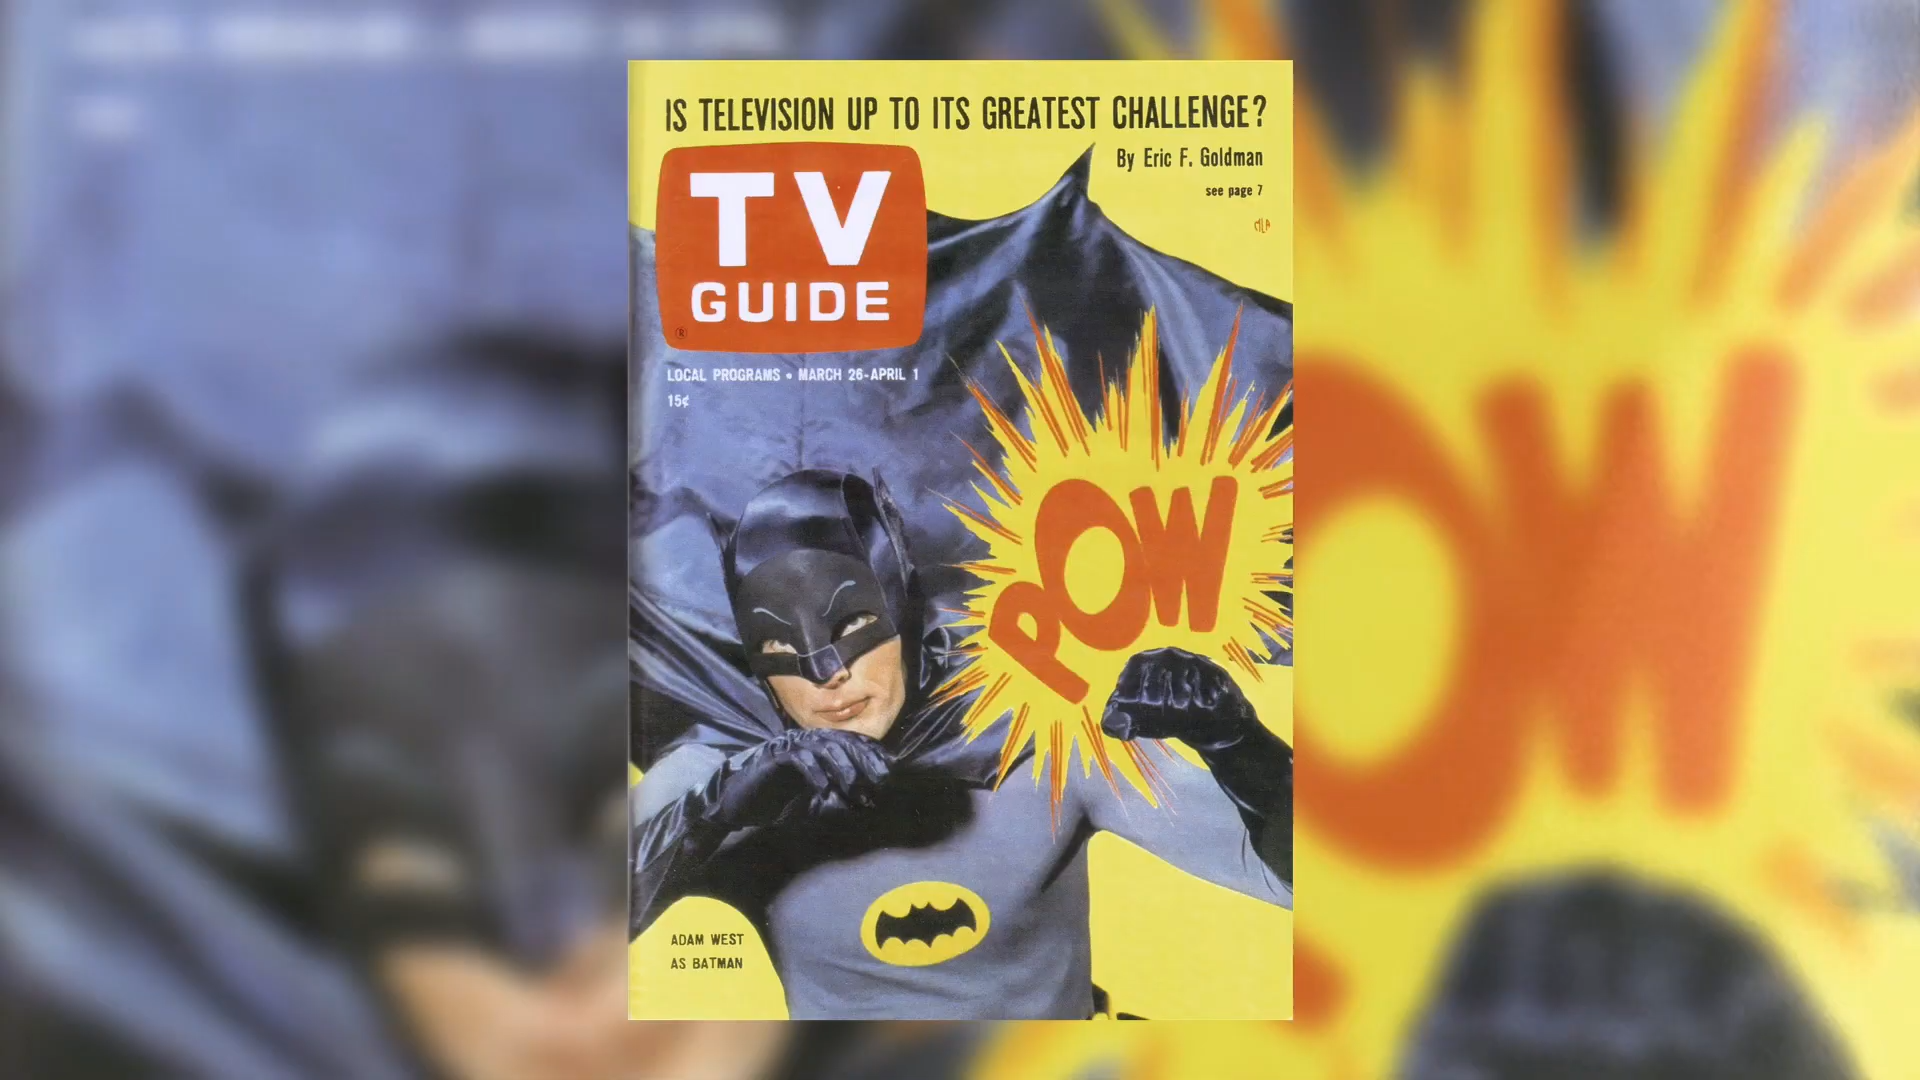 IS TELEVISION UP TO ITS GREATEST CHALLENGE?
By Eric F. Goldman
see page 7
MLA
TV
GUIDE
®
LOCAL PROGRAMS • MARCH 26-APRIL 1
15¢
POW
ADAM WEST
AS BATMAN